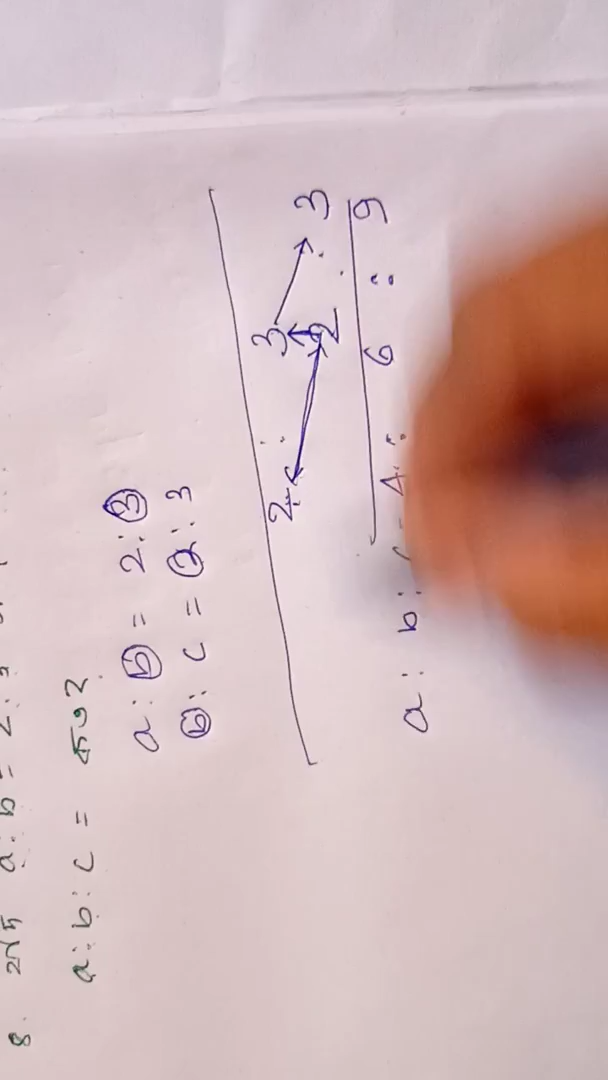 ৪. যদি a:b = 2:3
a:b:c = কত?
a:b = 2:3
b:c = 2:3
2 : 3
2 : 3
6 : 9
a:b:c = 4: